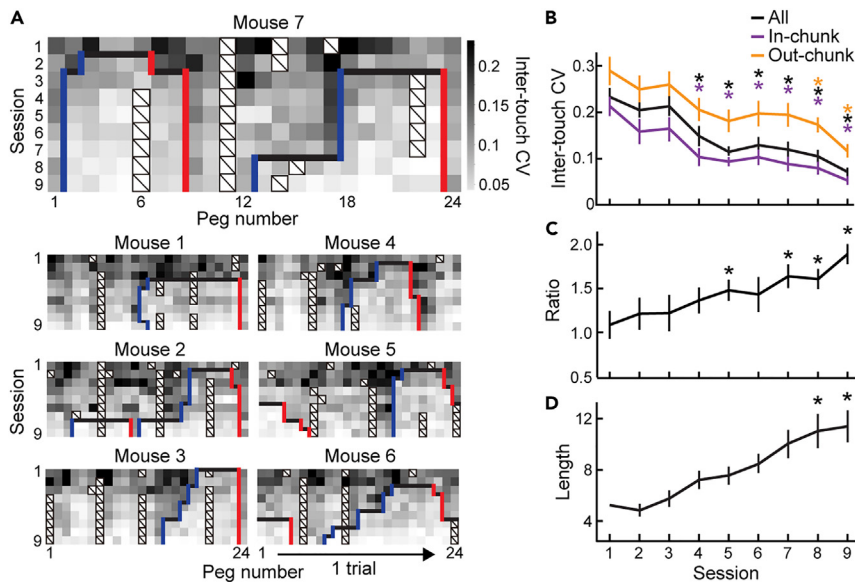 A
Mouse 7
1
2
3
4
5
6
7
8
9
Session
1
6
12
18
24
Peg number
0.2
0.15
0.1
0.05
Inter-touch CV
Mouse 1
Mouse 4
1
9
Mouse 2
Mouse 5
1
9
Session
Mouse 3
Mouse 6
1
9
1
24
1
24
Peg number
1 trial
B
All
In-chunk
Out-chunk
0.3
0.2
0.1
0
Inter-touch CV
* * * * * *
* * * * * *
* *
C
2.0
1.5
1.0
0.5
Ratio
* * * *
D
12
8
4
Length
* *
1 2 3 4 5 6 7 8 9
Session